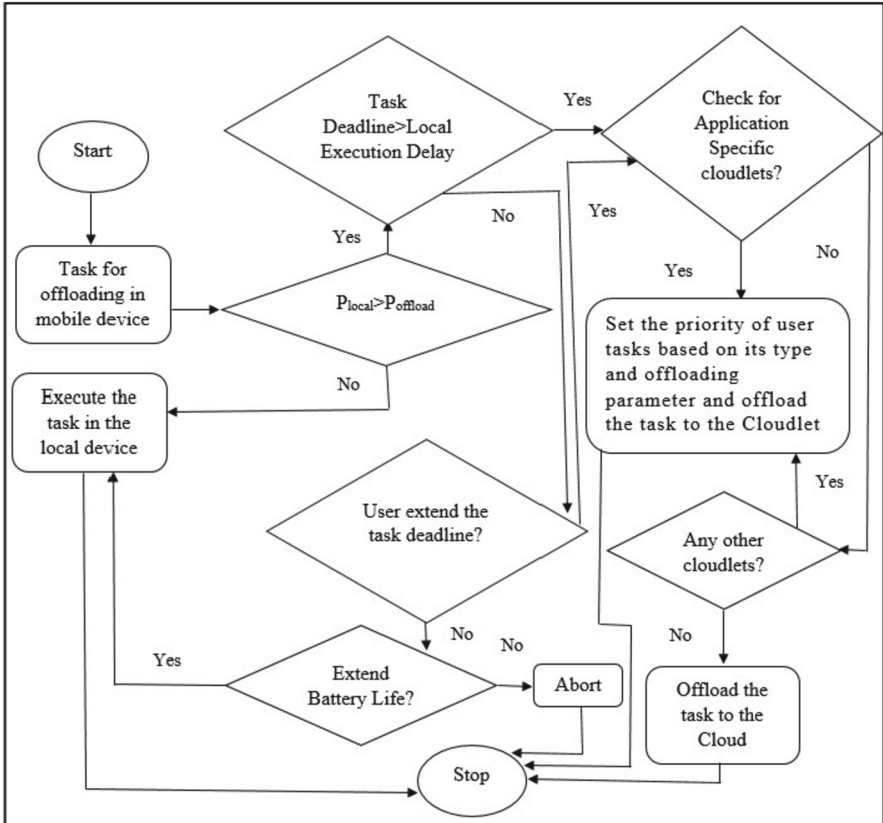 Start
Task for
offloading in
mobile device
Task
Deadline>Local
Execution Delay
Yes
Check for
Application
Specific
cloudlets?
No
Yes
Yes
Plocal>Poffload
No
Yes
No
Execute the
task in the
local device
Set the priority of user
tasks based on its type
and offloading
parameter and offload
the task to the Cloudlet
User extend the
task deadline?
Yes
Any other
cloudlets?
No
No
No
Yes
Extend
Battery Life?
Abort
Offload the
task to the
Cloud
Stop